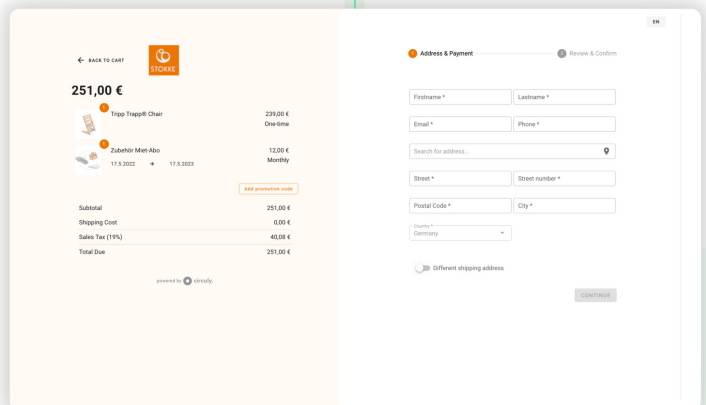 EN
BACK TO CART
STOKKE
251,00 €
1
Tripp Trapp® Chair
239,00 €
One-time
Zubehör Miet-Abo
12,00 €
17.5.2022 → 17.5.2023
Monthly
Add promotion code
Subtotal 251,00 €
Shipping Cost 0,00 €
Sales Tax (19%) 40,08 €
Total Due 251,00 €
powered by circuly.
1 Address & Payment
2 Review & Confirm
Firstname * Lastname *
Email * Phone *
Search for address...
Street * Street number *
Postal Code * City *
Country *
Germany
Different shipping address
CONTINUE